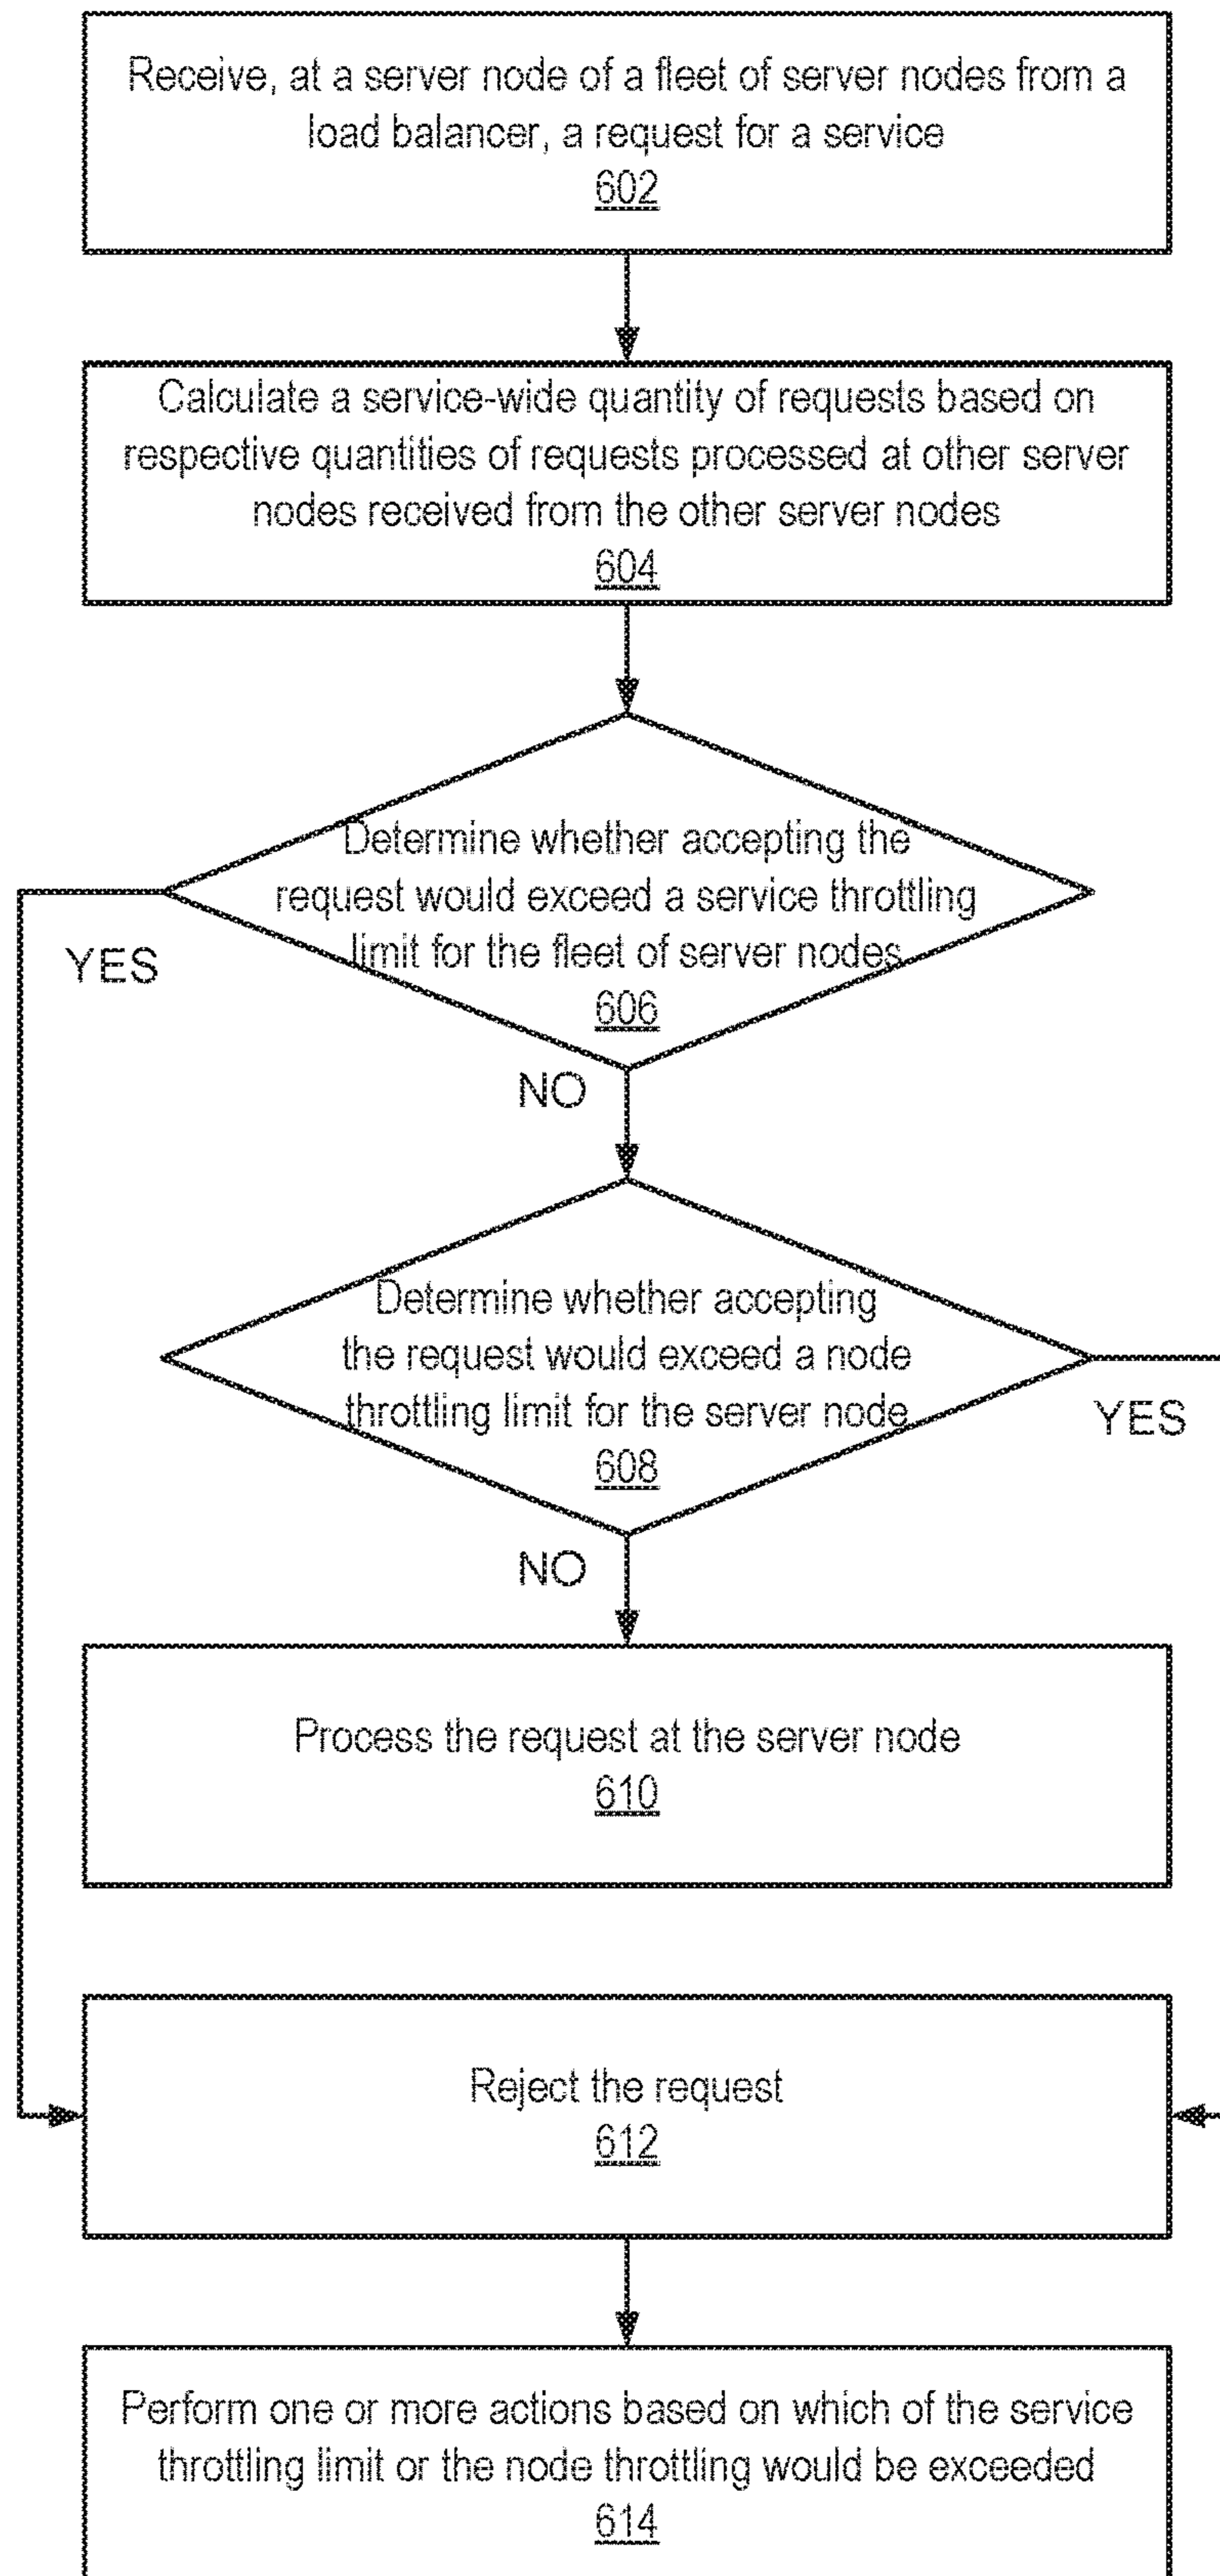 Receive, at a server node of a fleet of server nodes from a
load balancer, a request for a service
602
Calculate a service-wide quantity of requests based on
respective quantities of requests processed at other server
nodes received from the other server nodes
604
Determine whether accepting the
request would exceed a service throttling
limit for the fleet of server nodes
606
YES
NO
Determine whether accepting
the request would exceed a node
throttling limit for the server node
608
YES
NO
Process the request at the server node
610
Reject the request
612
Perform one or more actions based on which of the service
throttling limit or the node throttling would be exceeded
614